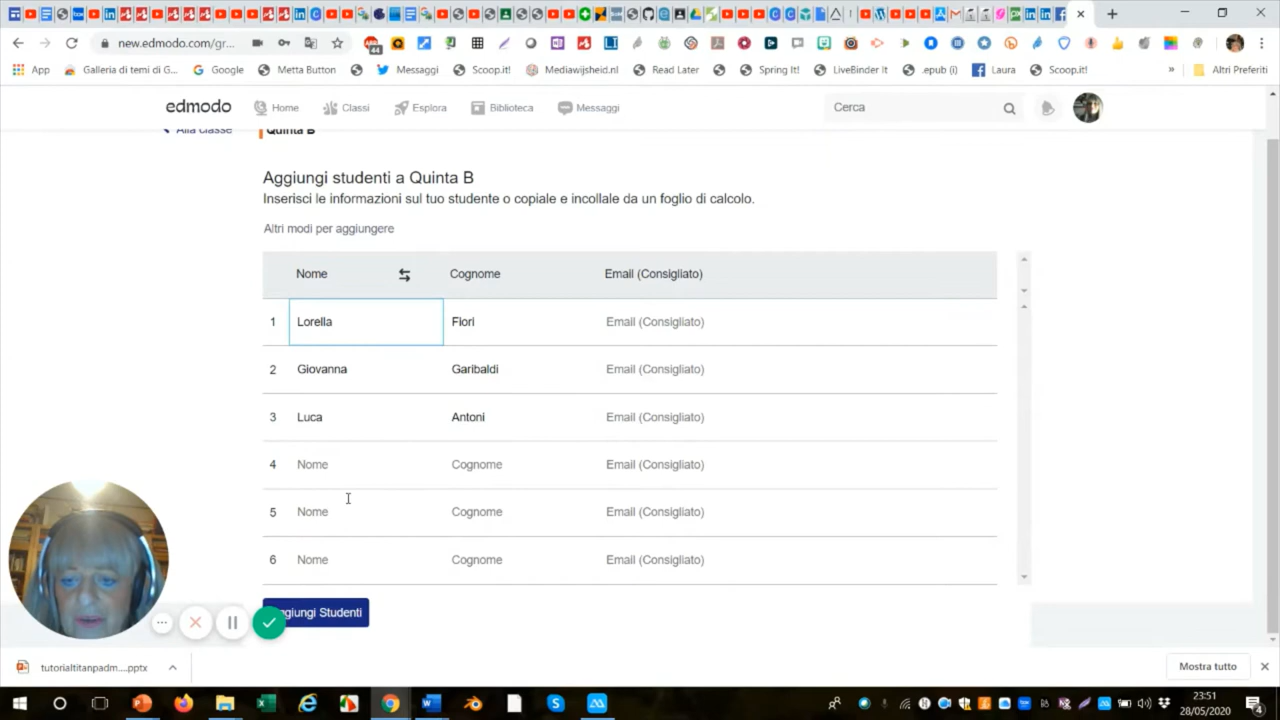 new.edmodo.com/gr...
44
App
Galleria di temi di G...
Google
Metta Button
Messaggi
Scoop.it!
Mediawijsheid.nl
Read Later
Spring It!
LiveBinder It
.epub (i)
Laura
Scoop.it!
»
Altri Preferiti
edmodo
Home
Classi
Esplora
Biblioteca
Messaggi
Cerca
Alla classe
Quinta B
Aggiungi studenti a Quinta B
Inserisci le informazioni sul tuo studente o copiale e incollale da un foglio di calcolo.
Altri modi per aggiungere
Nome Cognome Email (Consigliato)
1 Lorella FIori Email (Consigliato)
2 Giovanna Garibaldi Email (Consigliato)
3 Luca Antoni Email (Consigliato)
4 Nome Cognome Email (Consigliato)
5 Nome Cognome Email (Consigliato)
6 Nome Cognome Email (Consigliato)
giungi Studenti
tutorialtitanpadm....pptx
Mostra tutto
23:51
28/05/2020
4